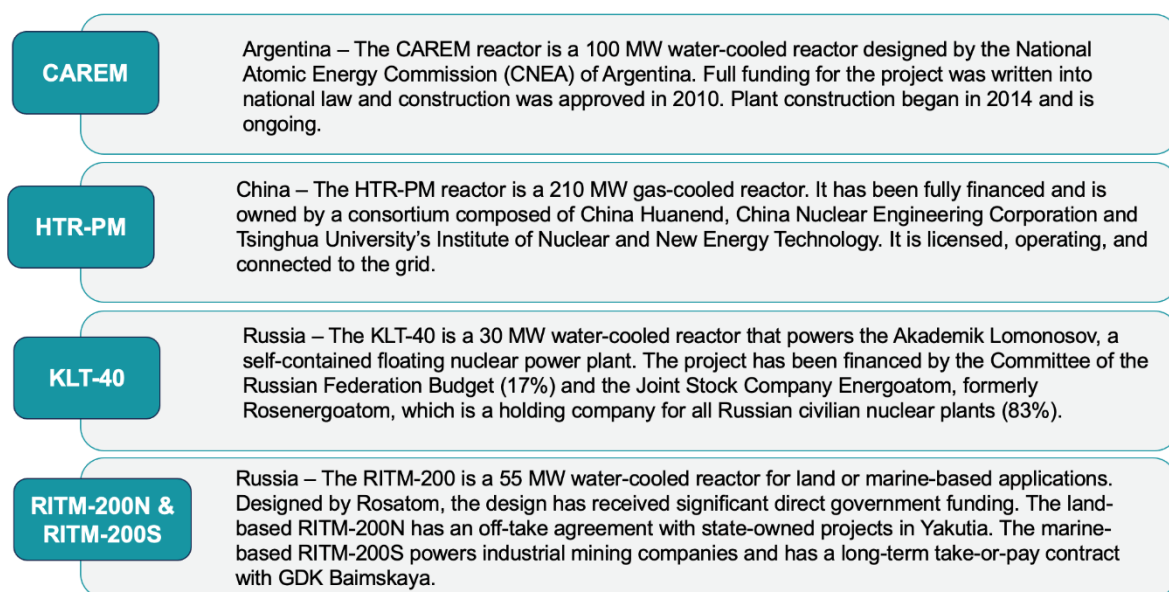 CAREM
Argentina – The CAREM reactor is a 100 MW water-cooled reactor designed by the National
Atomic Energy Commission (CNEA) of Argentina. Full funding for the project was written into
national law and construction was approved in 2010. Plant construction began in 2014 and is
ongoing.
HTR-PM
China – The HTR-PM reactor is a 210 MW gas-cooled reactor. It has been fully financed and is
owned by a consortium composed of China Huanend, China Nuclear Engineering Corporation and
Tsinghua University’s Institute of Nuclear and New Energy Technology. It is licensed, operating, and
connected to the grid.
KLT-40
Russia – The KLT-40 is a 30 MW water-cooled reactor that powers the Akademik Lomonosov, a
self-contained floating nuclear power plant. The project has been financed by the Committee of the
Russian Federation Budget (17%) and the Joint Stock Company Energoatom, formerly
Rosenergoatom, which is a holding company for all Russian civilian nuclear plants (83%).
RITM-200N &
RITM-200S
Russia – The RITM-200 is a 55 MW water-cooled reactor for land or marine-based applications.
Designed by Rosatom, the design has received significant direct government funding. The land-
based RITM-200N has an off-take agreement with state-owned projects in Yakutia. The marine-
based RITM-200S powers industrial mining companies and has a long-term take-or-pay contract
with GDK Baimskaya.